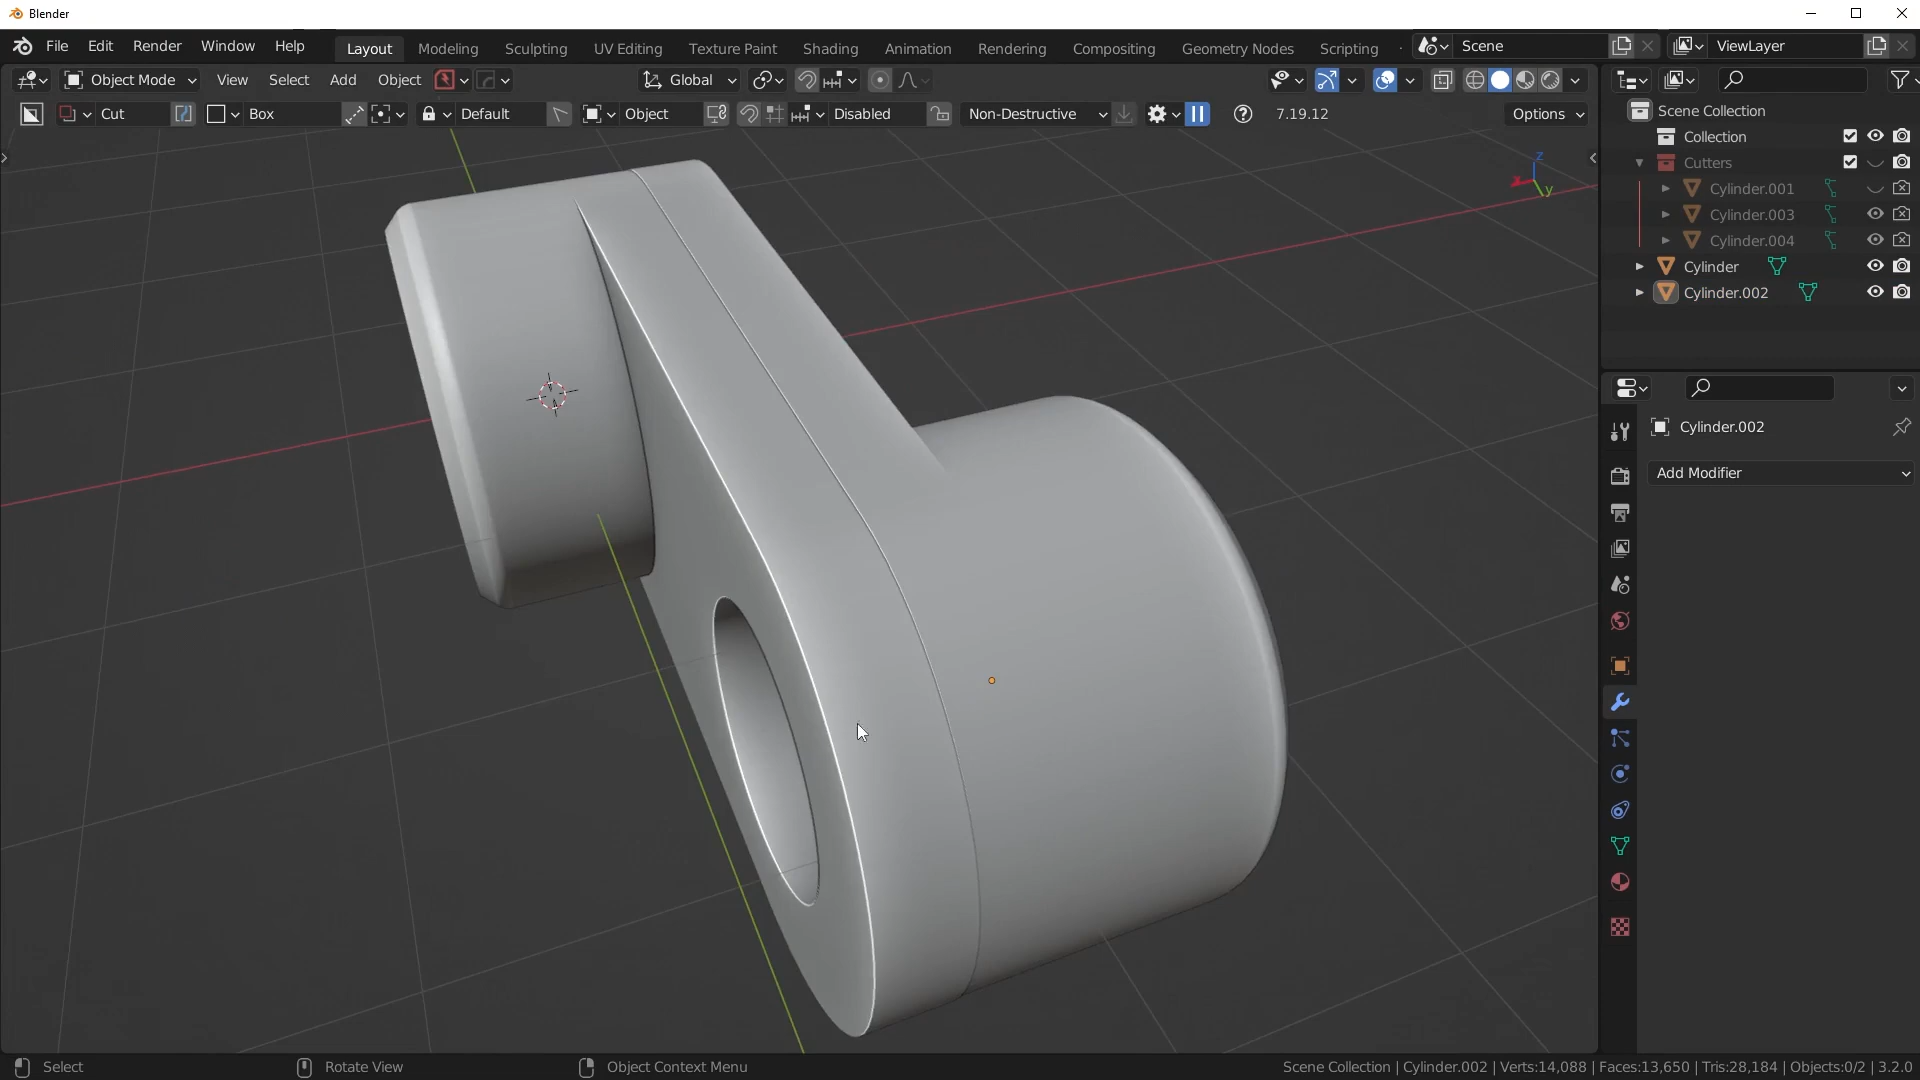 Blender
File Edit Render Window Help Layout Modeling Sculpting UV Editing Texture Paint Shading Animation Rendering Compositing Geometry Nodes Scripting Scene ViewLayer
Object Mode View Select Add Object Global
Cut Box Default Object Disabled Non-Destructive 7.19.12 Options
Z
X
y
Scene Collection
Collection
Cutters
Cylinder.001
Cylinder.003
Cylinder.004
Cylinder
Cylinder.002
Cylinder.002
Add Modifier
Select Rotate View Object Context Menu Scene Collection | Cylinder.002 | Verts:14,088 | Faces:13,650 | Tris:28,184 | Objects:0/2 | 3.2.0